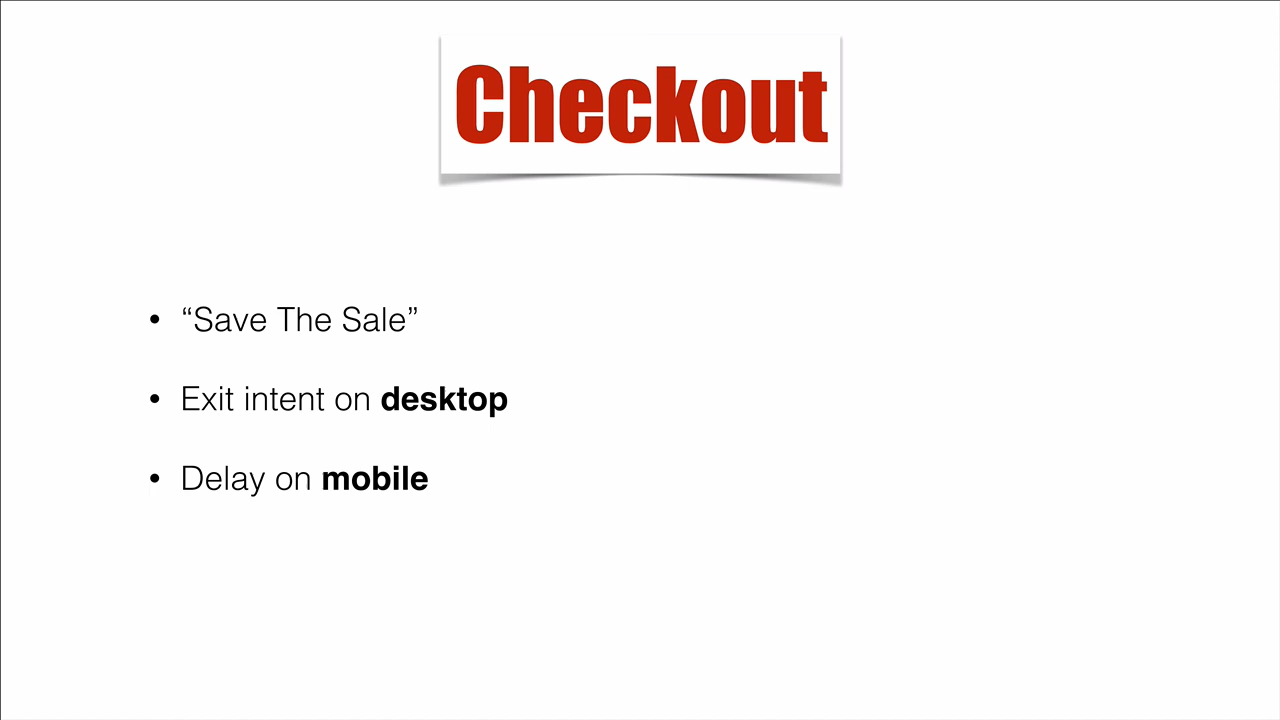 Checkout
• “Save The Sale”
• Exit intent on desktop
• Delay on mobile